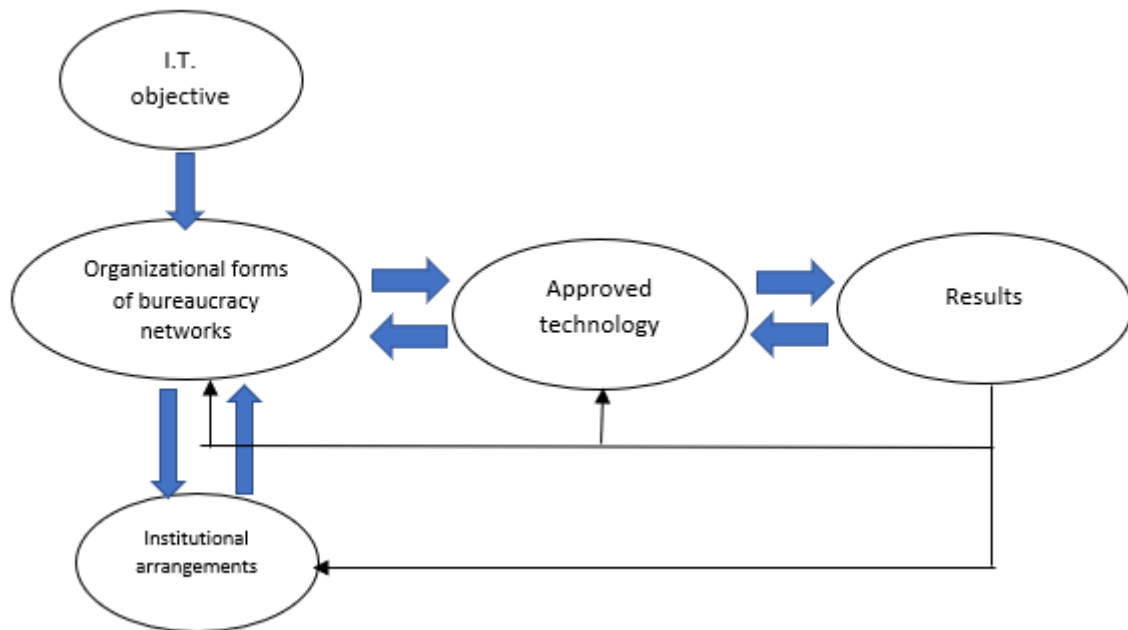 I.T.
objective
Organizational forms
of bureaucracy
networks
Approved
technology
Results
Institutional
arrangements